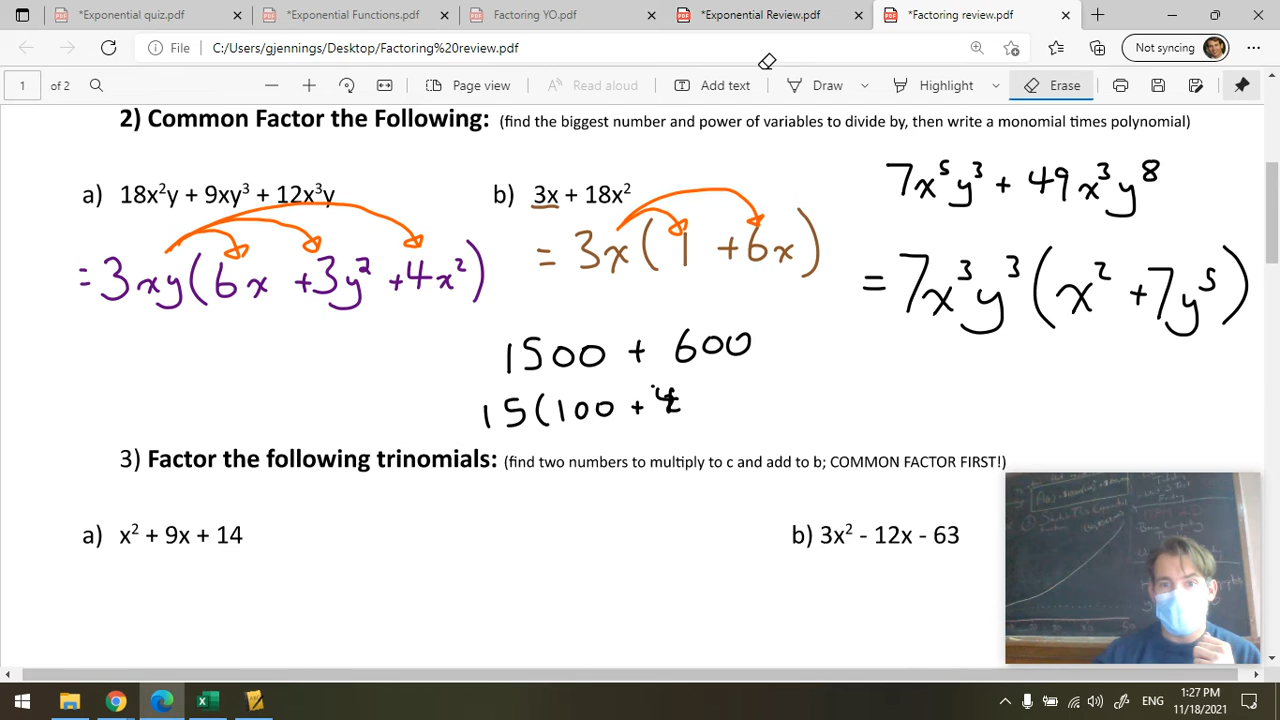 *Exponential quiz.pdf
*Exponential Functions.pdf
Factoring YO.pdf
*Exponential Review.pdf
*Factoring review.pdf
File
C:/Users/gjennings/Desktop/Factoring%20review.pdf
Not syncing
1 of 2
Page view
Read aloud
Add text
Draw
Highlight
Erase
2) Common Factor the Following: (find the biggest number and power of variables to divide by, then write a monomial times polynomial)
a) 18x²y + 9xy³ + 12x³y
b) 3x + 18x²
7x⁵y³ + 49x³y⁸
= 3xy(6x + 3y² + 4x²)
= 3x(1 + 6x)
= 7x³y³(x² + 7y⁵)
1500 + 600
15(100 + 4
3) Factor the following trinomials: (find two numbers to multiply to c and add to b; COMMON FACTOR FIRST!)
a) x² + 9x + 14
b) 3x² - 12x - 63
ENG
1:27 PM
11/18/2021